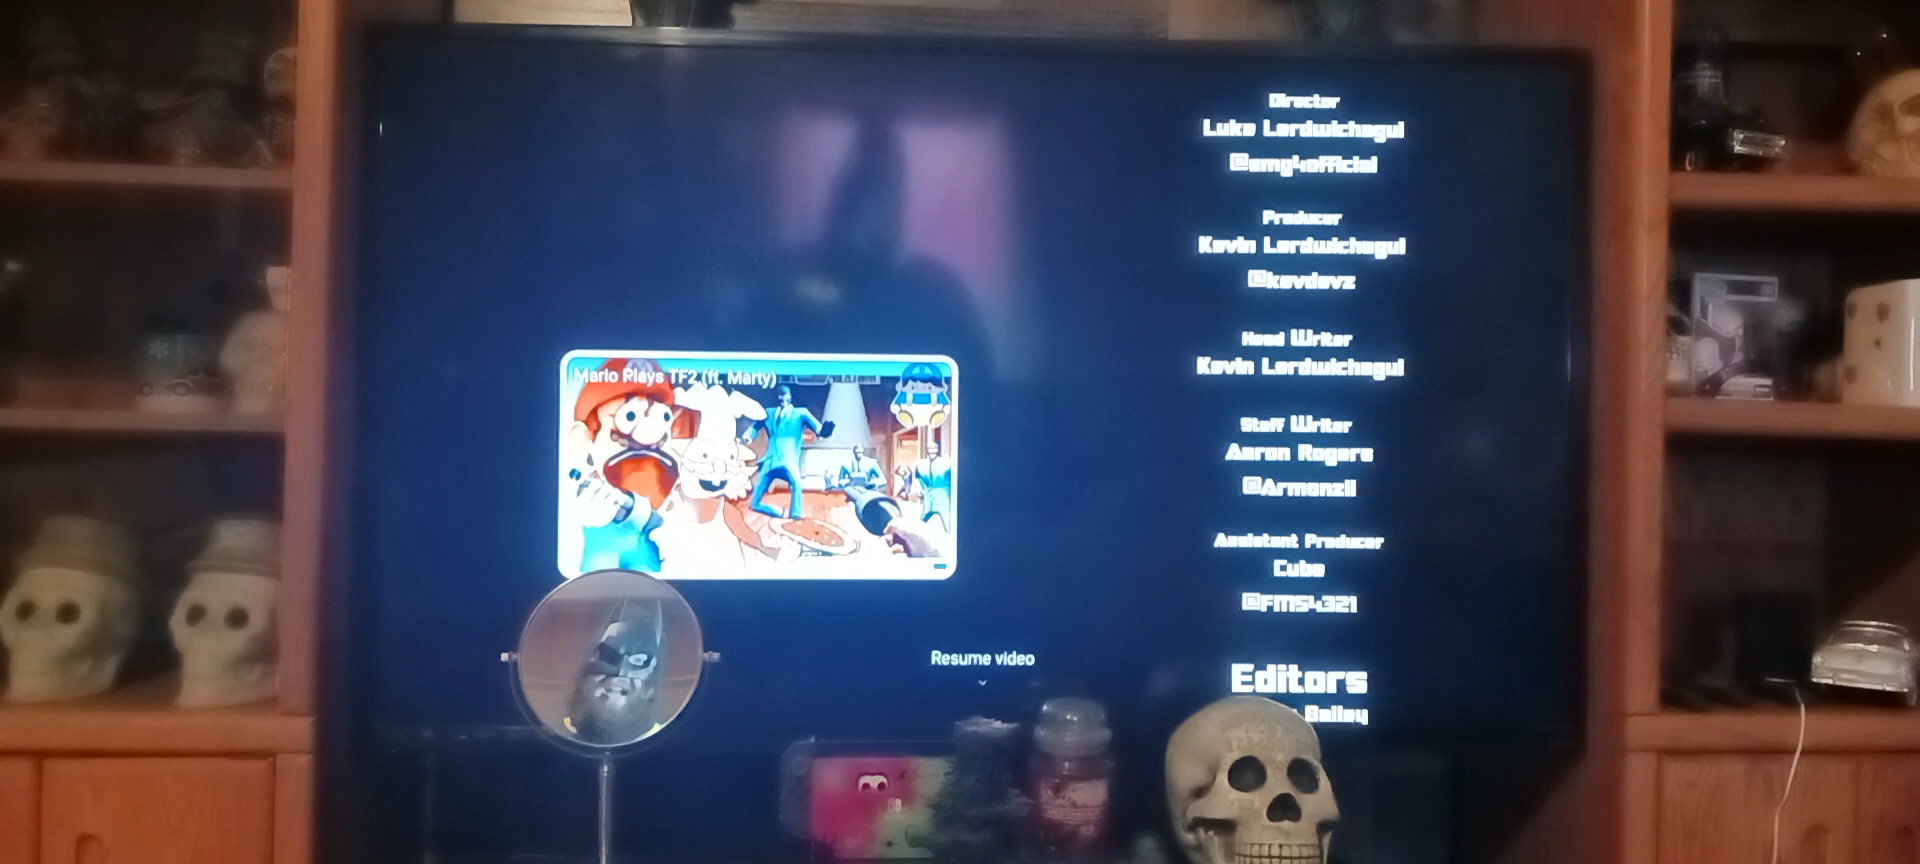 Mario Plays TF2 (ft. Marty)
Resume video
Director
Luke Lerdwichagul
@smg4official
Producer
Kevin Lerdwichagul
@kevdevz
Head Writer
Kevin Lerdwichagul
Staff Writer
Aaron Rogers
@Armonzil
Assistant Producer
Cube
@FMS4321
Editors
Bailey